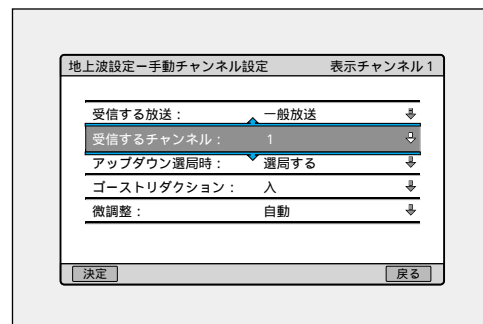 地上波設定ー手動チャンネル設定 表示チャンネル1
受信する放送： 一般放送
受信するチャンネル： 1
アップダウン選局時： 選局する
ゴーストリダクション： 入
微調整： 自動
決定 戻る